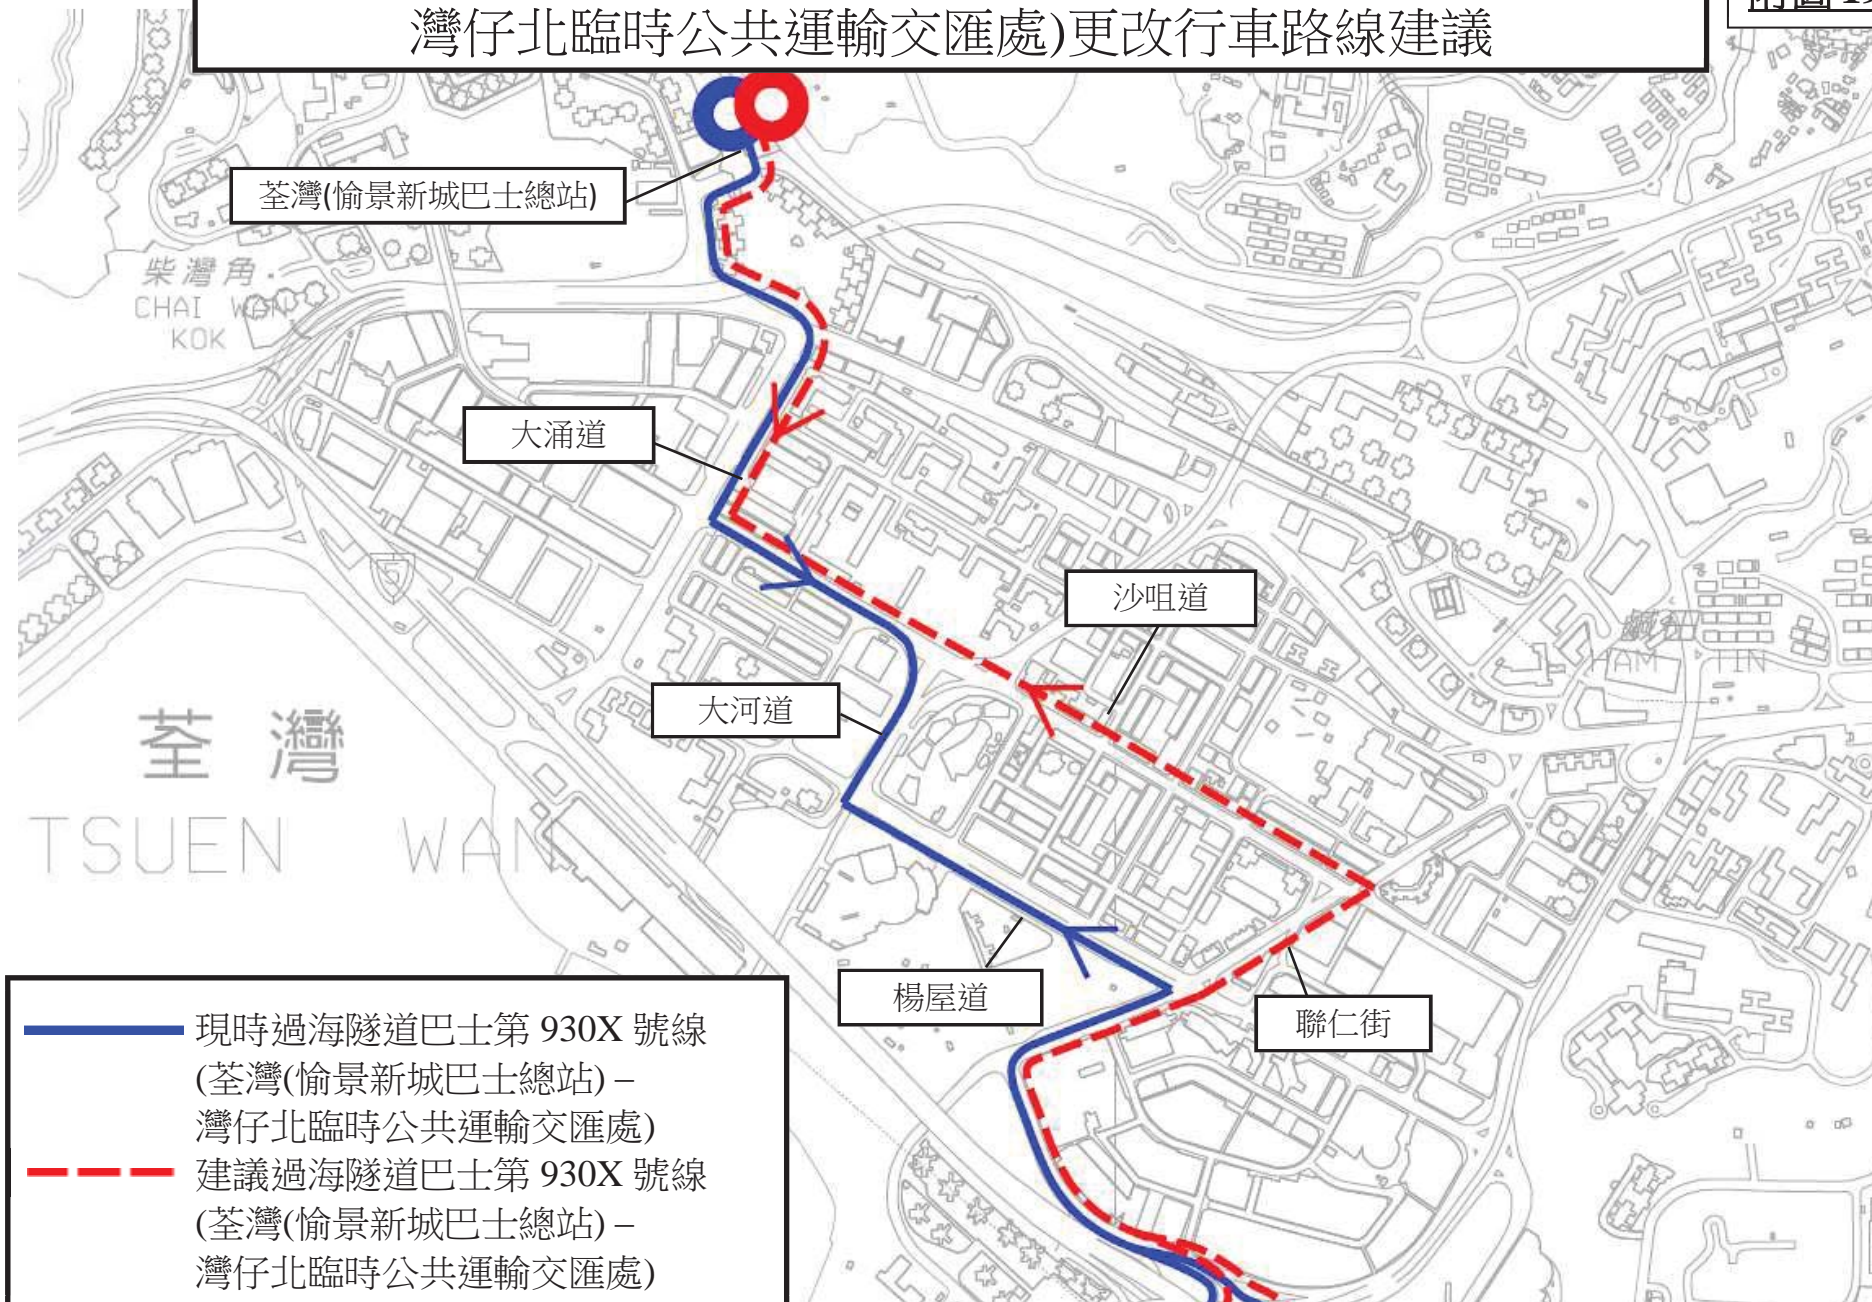 灣仔北臨時公共運輸交匯處)更改行車路線建議
荃灣(愉景新城巴士總站)
柴灣角
CHAI WAN
KOK
大涌道
沙咀道
鹹田
HAM TIN
大河道
荃灣
TSUEN WAN
楊屋道
聯仁街
5
現時過海隧道巴士第 930X 號線
(荃灣(愉景新城巴士總站) –
灣仔北臨時公共運輸交匯處)
建議過海隧道巴士第 930X 號線
(荃灣(愉景新城巴士總站) –
灣仔北臨時公共運輸交匯處)